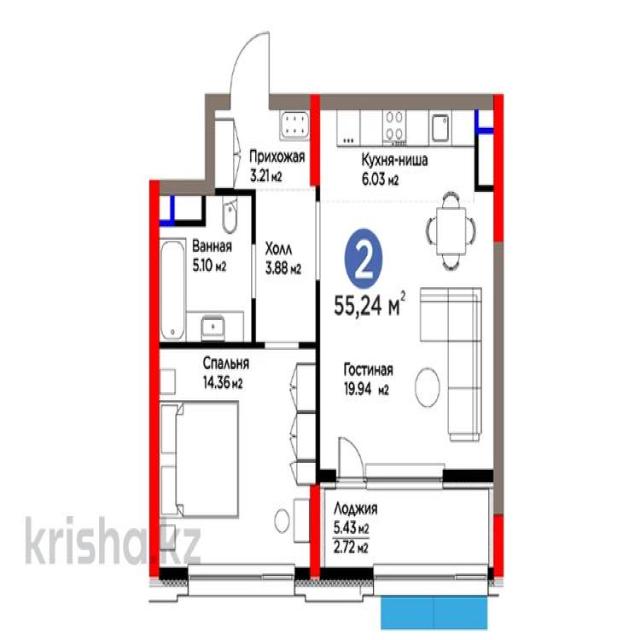 Прихожая
3.21 м2
Кухня-ниша
6.03 м2
Ванная
5.10 м2
Холл
3.88 м2
2
55,24 м²
Спальня
14.36 м2
Гостиная
19.94 м2
Лоджия
5.43 м2
2.72 м2
krisha.kz